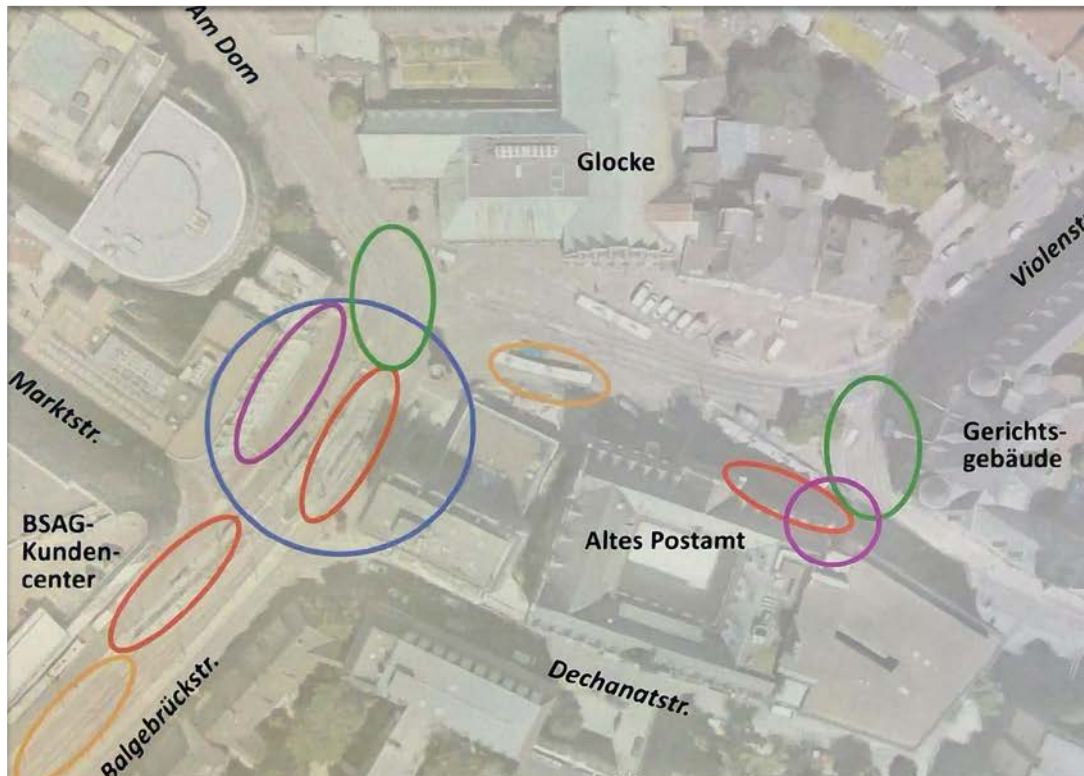 Am Dom
Glocke
Violenst
Marktstr.
Gerichts-
gebäude
BSAG-
Kunden-
center
Altes Postamt
Dechanatstr.
Balgebrückstr.